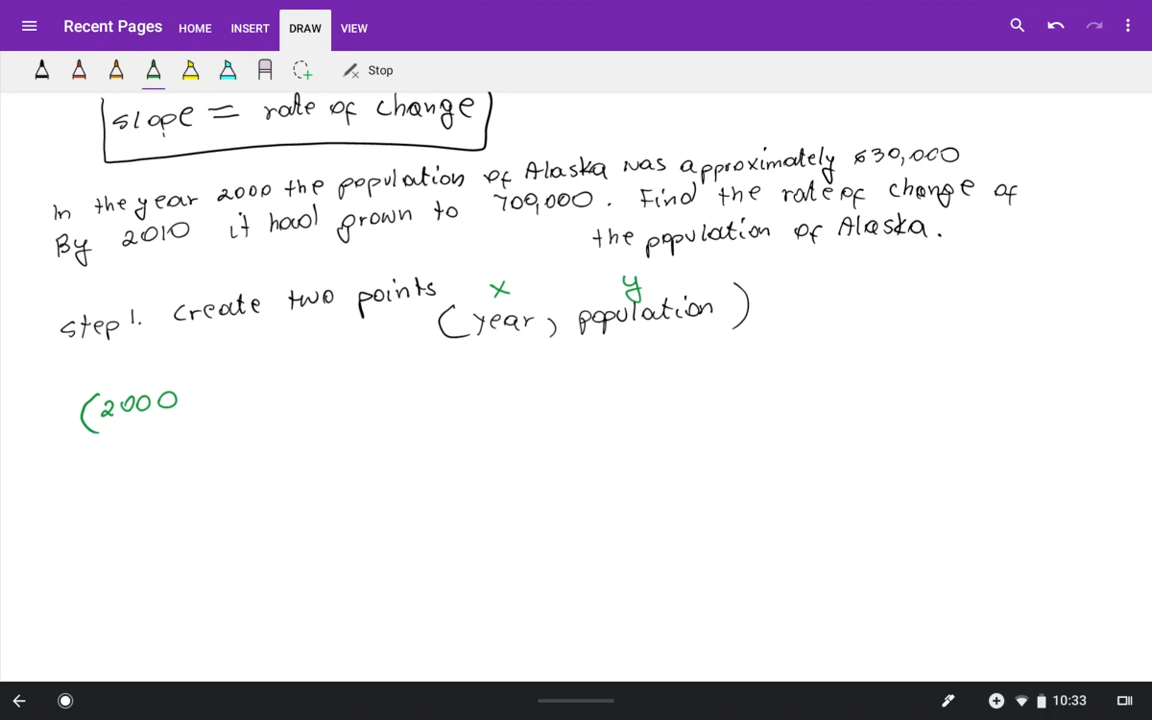 Recent Pages HOME INSERT DRAW VIEW
Stop
slope = rate of change
In the year 2000 the population of Alaska was approximately 630,000
By 2010 it had grown to 700,000. Find the rate of change of
the population of Alaska.
x y
step 1. create two points (year, population)
(2000
10:33